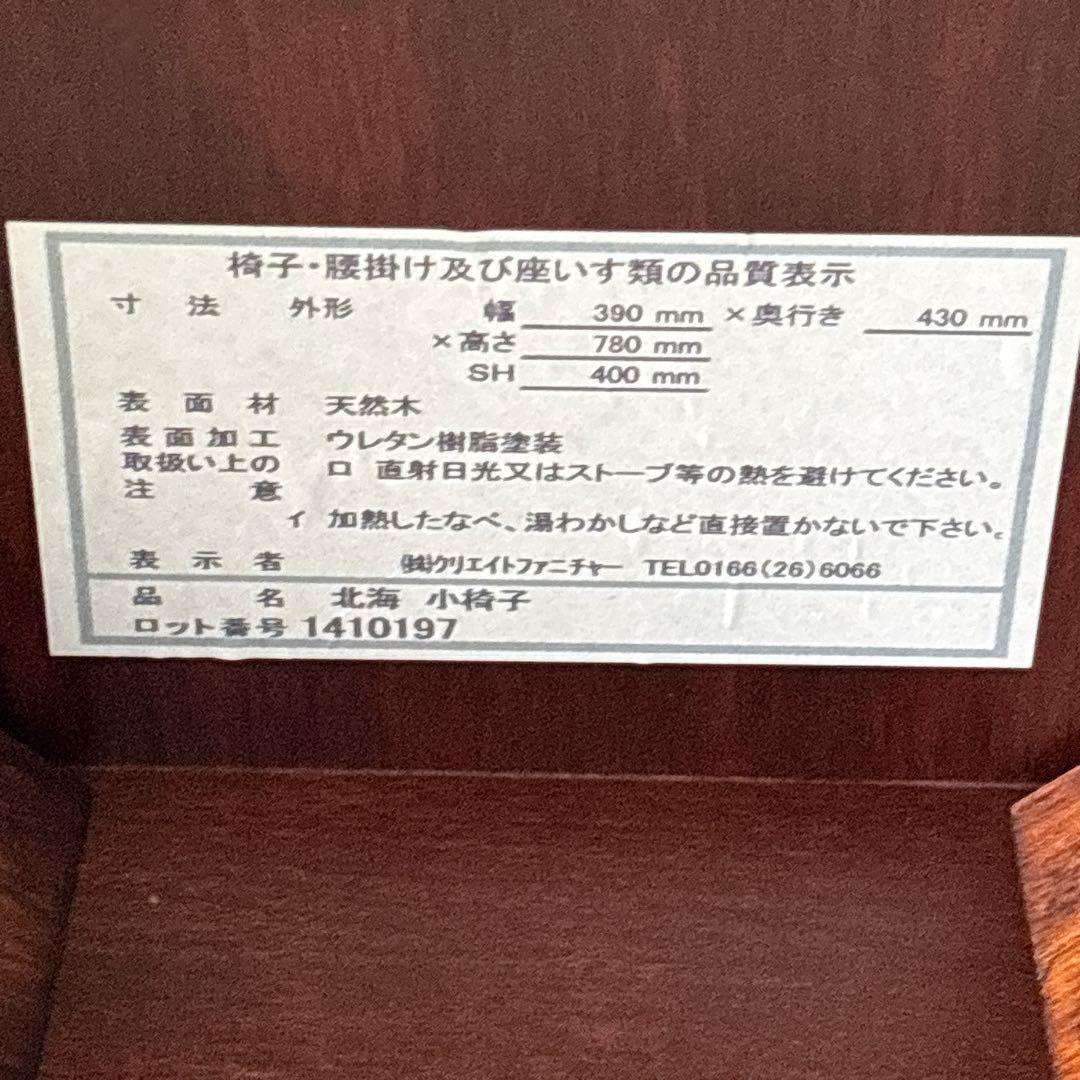 椅子・腰掛け及び座いす類の品質表示
寸法 外形 幅 390 mm ×奥行き 430 mm
×高さ 780 mm
SH 400 mm
表面材 天然木
表面加工 ウレタン樹脂塗装
取扱い上の ロ 直射日光又はストーブ等の熱を避けてください。
注意
イ 加熱したなべ、湯わかしなど直接置かないで下さい。
表示者 ㈱クリエイトファニチャー TEL0166(26)6066
品名 北海 小椅子
ロット番号 1410197